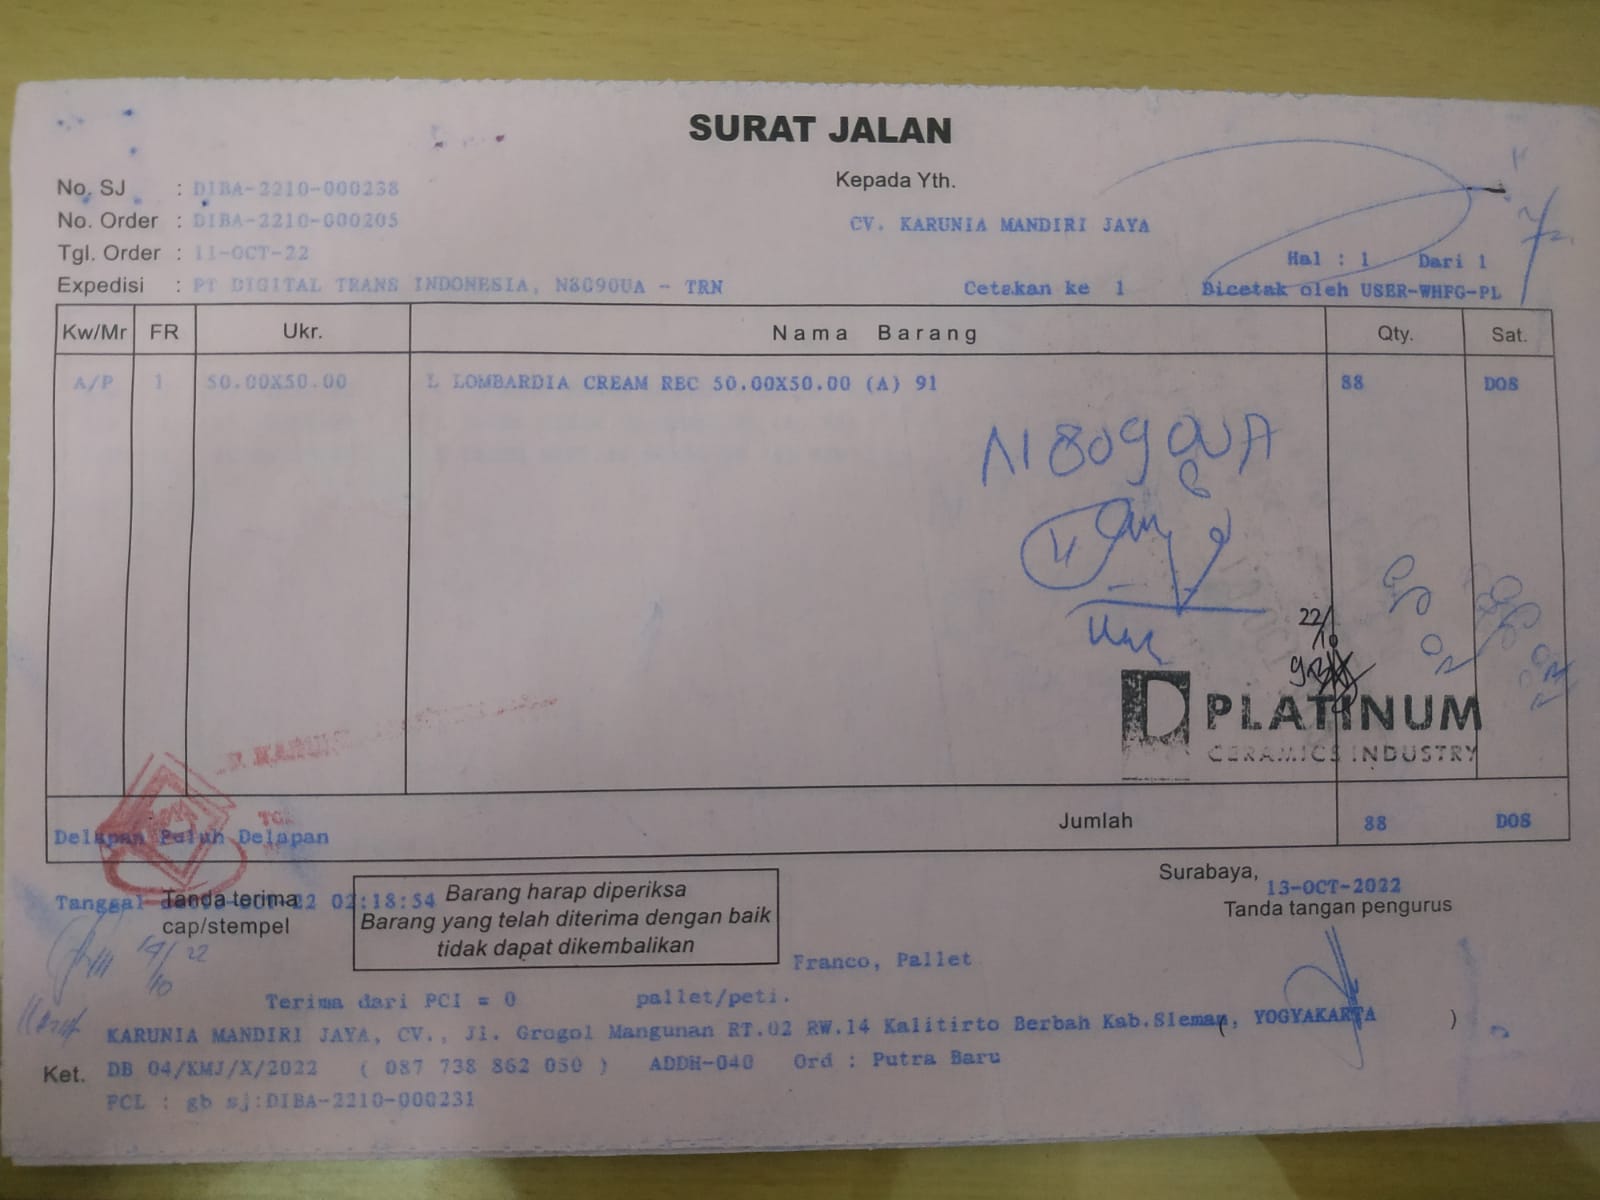 SURAT JALAN
No. SJ : DIBA-2210-000238
No. Order : DIBA-2210-000205
Tgl. Order : 11-OCT-22
Expedisi : PT DIGITAL TRANS INDONESIA, N8090UA - TRN
Kepada Yth.
CV. KARUNIA MANDIRI JAYA
Hal : 1 Dari 1
Cetakan ke 1 Dicetak oleh USER-WHFG-PL
Kw/Mr FR Ukr. Nama Barang Qty. Sat.
A/P 1 50.00X50.00 L LOMBARDIA CREAM REC 50.00X50.00 (A) 91 88 DOS
N8090UA
22/10
PLATINUM
CERAMICS INDUSTRY
Delapan Puluh Delapan Jumlah 88 DOS
Tanggal 02:18:54
Tanda terima
cap/stempel
14/10 22
Barang harap diperiksa
Barang yang telah diterima dengan baik
tidak dapat dikembalikan
Surabaya, 13-OCT-2022
Tanda tangan pengurus
Franco, Pallet
Terima dari PCI = 0 pallet/peti.
KARUNIA MANDIRI JAYA, CV., Jl. Grogol Mangunan RT.02 RW.14 Kalitirto Berbah Kab.Sleman, YOGYAKARTA
Ket. DB 04/KMJ/X/2022 ( 087 738 862 050 ) ADDH-040 Ord : Putra Baru
PCL : gb sj:DIBA-2210-000231